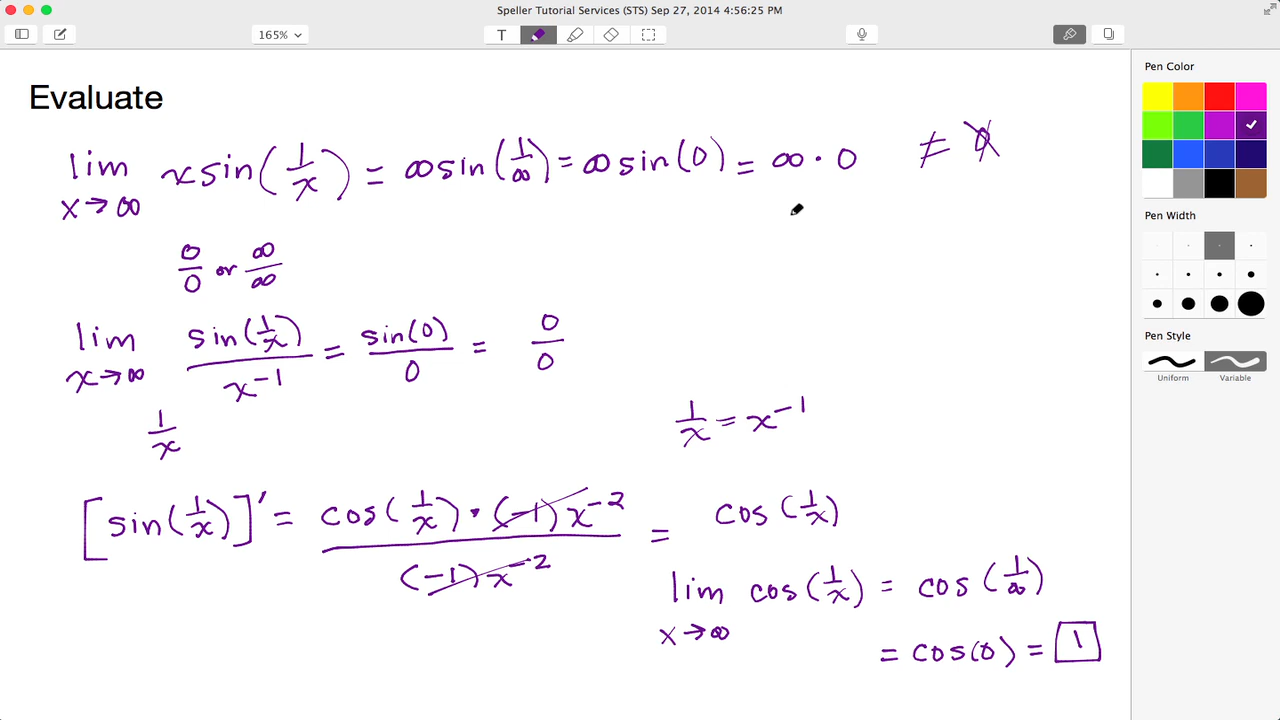 Speller Tutorial Services (STS) Sep 27, 2014 4:56:25 PM
165%
T
Evaluate
lim x→∞ x sin(1/x) = ∞ sin(1/∞) = ∞ sin(0) = ∞ · 0 ≠ 0
0/0 or ∞/∞
lim x→∞ sin(1/x)/x⁻¹ = sin(0)/0 = 0/0
1/x
1/x = x⁻¹
[sin(1/x)]' = cos(1/x) · (-1)x⁻²/(-1)x⁻² = cos(1/x)
lim x→∞ cos(1/x) = cos(1/∞)
= cos(0) = 1
Pen Color
Pen Width
Pen Style
Uniform
Variable